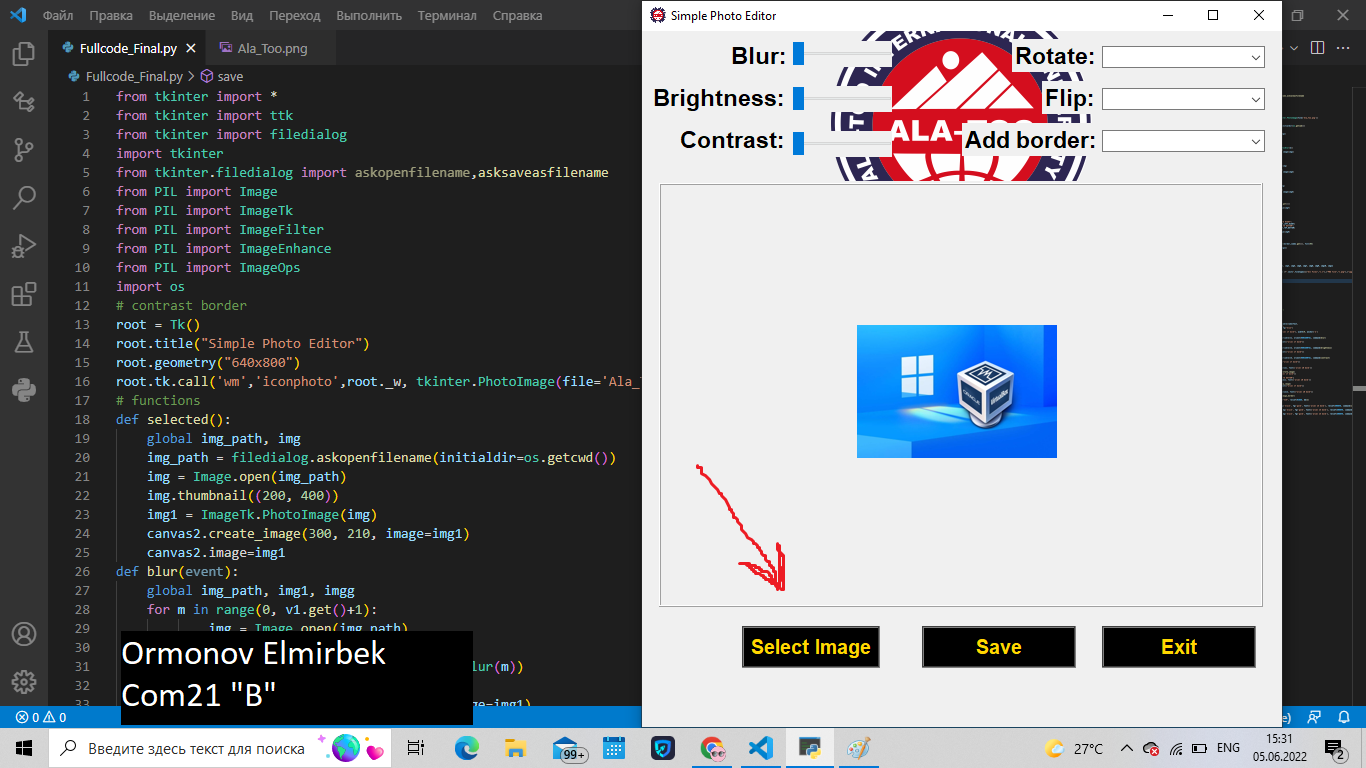 Файл Правка Выделение Вид Переход Выполнить Терминал Справка
Simple Photo Editor
Fullcode_Final.py Ala_Too.png
Fullcode_Final.py > save
1 from tkinter import *
2 from tkinter import ttk
3 from tkinter import filedialog
4 import tkinter
5 from tkinter.filedialog import askopenfilename,asksaveasfilename
6 from PIL import Image
7 from PIL import ImageTk
8 from PIL import ImageFilter
9 from PIL import ImageEnhance
10 from PIL import ImageOps
11 import os
12 # contrast border
13 root = Tk()
14 root.title("Simple Photo Editor")
15 root.geometry("640x800")
16 root.tk.call('wm','iconphoto',root._w, tkinter.PhotoImage(file='Ala_
17 # functions
18 def selected():
19 global img_path, img
20 img_path = filedialog.askopenfilename(initialdir=os.getcwd())
21 img = Image.open(img_path)
22 img.thumbnail((200, 400))
23 img1 = ImageTk.PhotoImage(img)
24 canvas2.create_image(300, 210, image=img1)
25 canvas2.image=img1
26 def blur(event):
27 global img_path, img1, imgg
28 for m in range(0, v1.get()+1):
29 img = Image.open(img_path)
30
31 lur(m))
32
33 ge=img1)
Ormonov Elmirbek
Com21 "B"
0 0
Blur: Rotate:
Brightness: Flip:
Contrast: Add border:
ALA-TOO
ORACLE
VirtualBox
Select Image Save Exit
Введите здесь текст для поиска
99+
27°C
ENG
15:31
05.06.2022
2